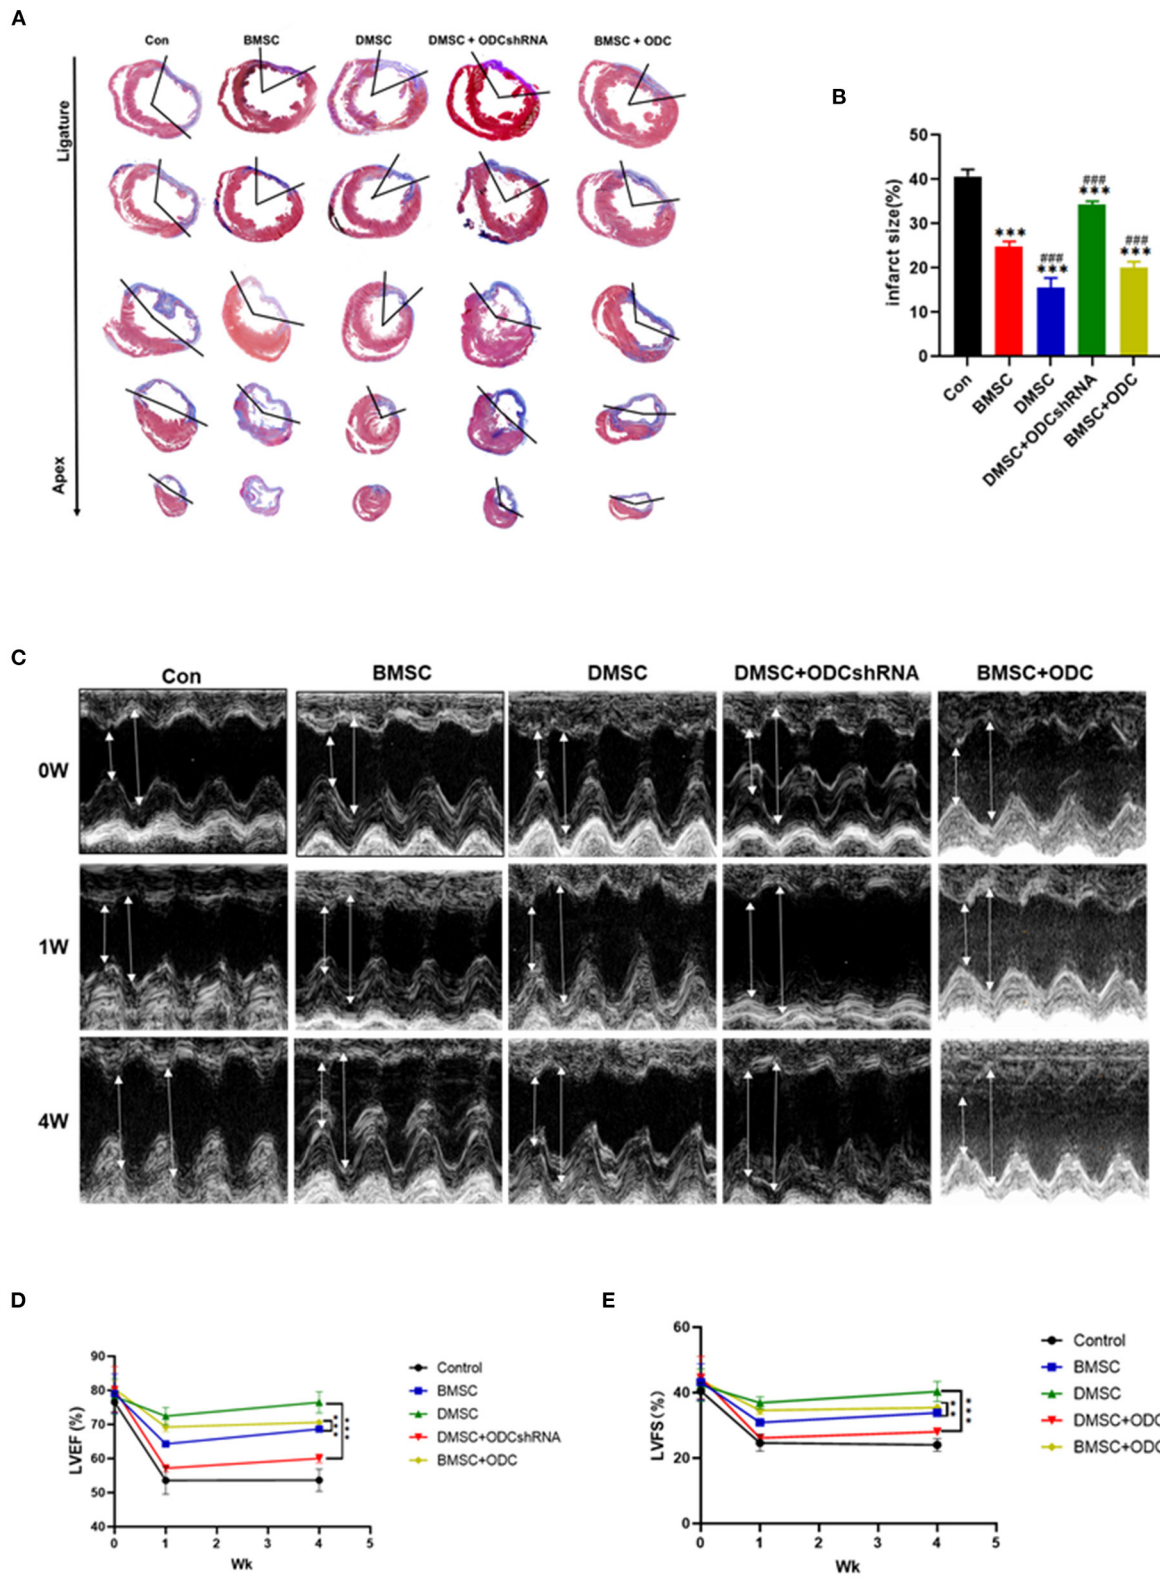 A
Con
BMSC
DMSC
DMSC + ODCshRNA
BMSC + ODC
Ligature
Apex
B
infarct size(%)
50
40
30
20
10
0
***
###
***
###
***
###
***
Con
BMSC
DMSC
DMSC+ODCshRNA
BMSC+ODC
C
Con
BMSC
DMSC
DMSC+ODCshRNA
BMSC+ODC
0W
1W
4W
D
LVEF (%)
90
80
70
60
50
40
0 1 2 3 4 5
Wk
***
Control
BMSC
DMSC
DMSC+ODCshRNA
BMSC+ODC
E
LVFS (%)
60
40
20
0
0 1 2 3 4 5
Wk
**
***
Control
BMSC
DMSC
DMSC+ODC
BMSC+ODC